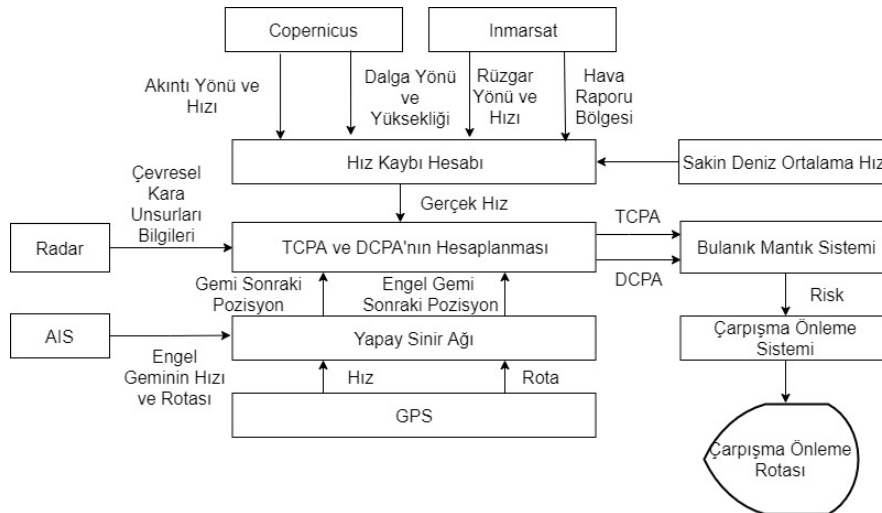 Copernicus
Inmarsat
Akıntı Yönü ve
Hızı
Dalga Yönü
ve
Yüksekliği
Rüzgar
Yönü ve
Hızı
Hava
Raporu
Bölgesi
Hız Kaybı Hesabı
Sakin Deniz Ortalama Hız
Çevresel
Kara
Unsurları
Bilgileri
Gerçek Hız
Radar
TCPA ve DCPA'nın Hesaplanması
TCPA
DCPA
Bulanık Mantık Sistemi
Gemi Sonraki
Pozisyon
Engel Gemi
Sonraki Pozisyon
Risk
AIS
Yapay Sinir Ağı
Çarpışma Önleme
Sistemi
Engel
Geminin Hızı
ve Rotası
Hız
Rota
GPS
Çarpışma Önleme
Rotası